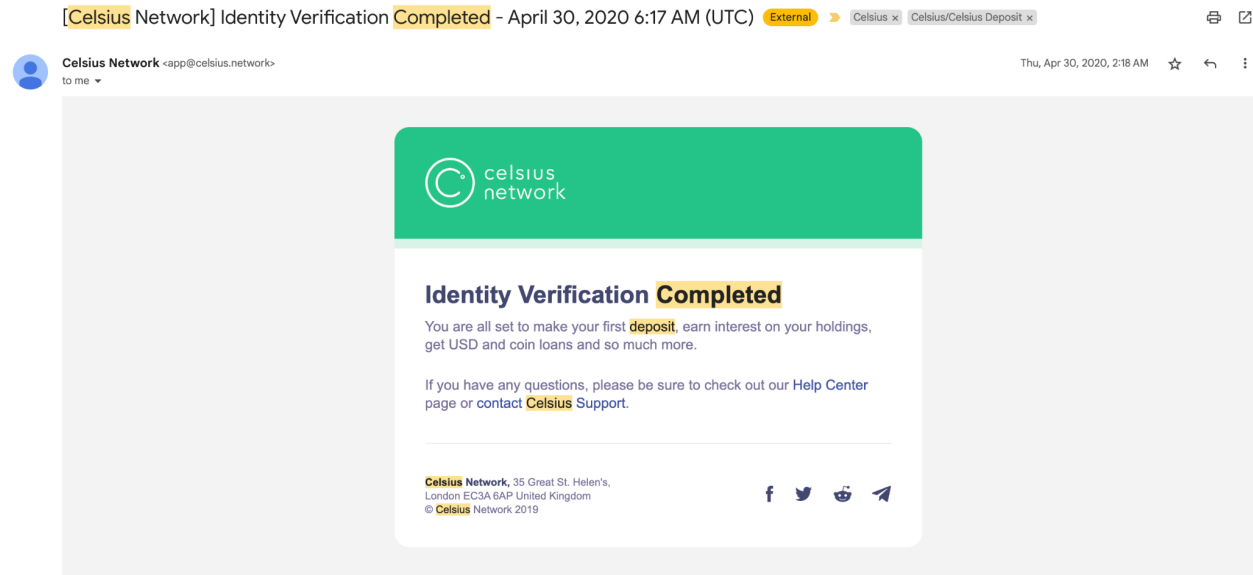 [Celsius Network] Identity Verification Completed - April 30, 2020 6:17 AM (UTC) External Celsius × Celsius/Celsius Deposit ×
Celsius Network <app@celsius.network> Thu, Apr 30, 2020, 2:18 AM
to me
celsius
network
Identity Verification Completed
You are all set to make your first deposit, earn interest on your holdings,
get USD and coin loans and so much more.
If you have any questions, please be sure to check out our Help Center
page or contact Celsius Support.
Celsius Network, 35 Great St. Helen's,
London EC3A 6AP United Kingdom
© Celsius Network 2019